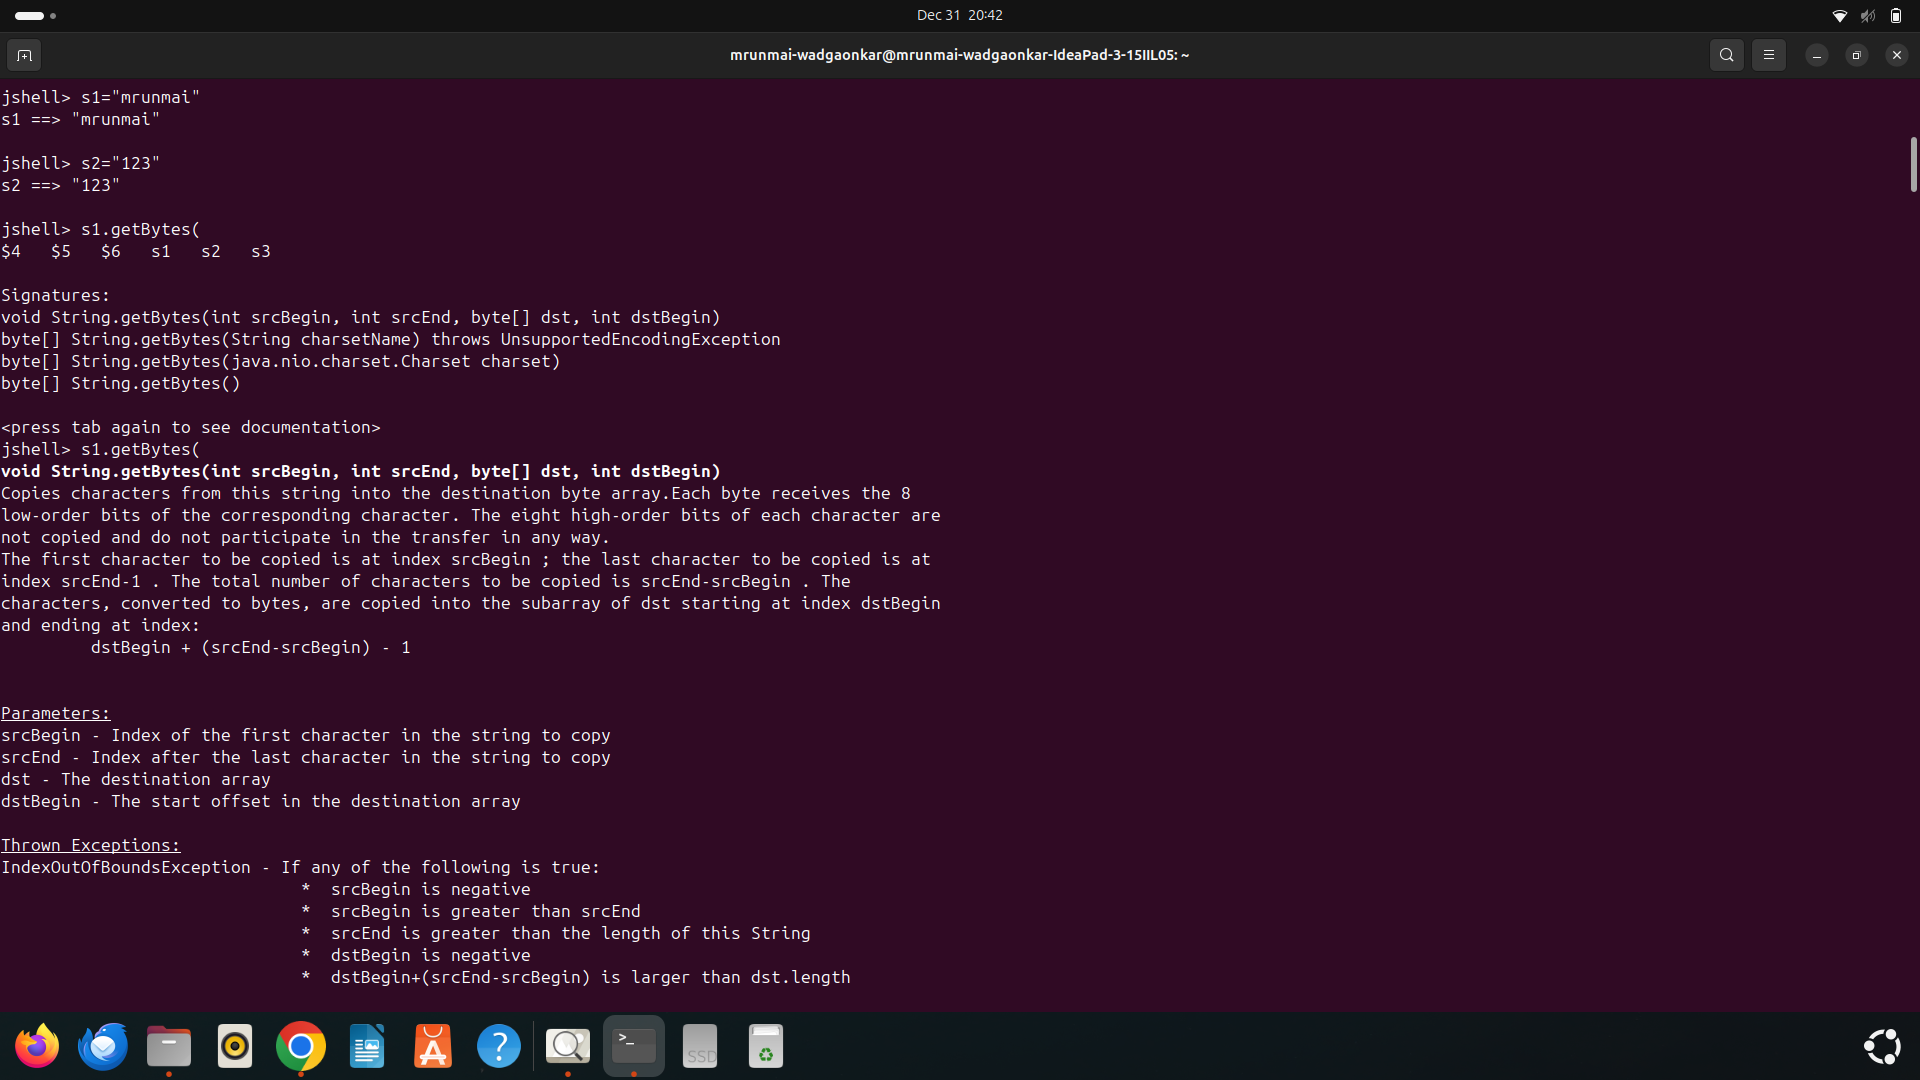 Dec 31 20:42
mrunmai-wadgaonkar@mrunmai-wadgaonkar-IdeaPad-3-15IIL05: ~
jshell> s1="mrunmai"
s1 ==> "mrunmai"
jshell> s2="123"
s2 ==> "123"
jshell> s1.getBytes(
$4   $5   $6   s1   s2   s3
Signatures:
void String.getBytes(int srcBegin, int srcEnd, byte[] dst, int dstBegin)
byte[] String.getBytes(String charsetName) throws UnsupportedEncodingException
byte[] String.getBytes(java.nio.charset.Charset charset)
byte[] String.getBytes()
<press tab again to see documentation>
jshell> s1.getBytes(
void String.getBytes(int srcBegin, int srcEnd, byte[] dst, int dstBegin)
Copies characters from this string into the destination byte array.Each byte receives the 8
low-order bits of the corresponding character. The eight high-order bits of each character are
not copied and do not participate in the transfer in any way.
The first character to be copied is at index srcBegin ; the last character to be copied is at
index srcEnd-1 . The total number of characters to be copied is srcEnd-srcBegin . The
characters, converted to bytes, are copied into the subarray of dst starting at index dstBegin
and ending at index:
         dstBegin + (srcEnd-srcBegin) - 1
Parameters:
srcBegin - Index of the first character in the string to copy
srcEnd - Index after the last character in the string to copy
dst - The destination array
dstBegin - The start offset in the destination array
Thrown Exceptions:
IndexOutOfBoundsException - If any of the following is true:
                              *  srcBegin is negative
                              *  srcBegin is greater than srcEnd
                              *  srcEnd is greater than the length of this String
                              *  dstBegin is negative
                              *  dstBegin+(srcEnd-srcBegin) is larger than dst.length
SSD